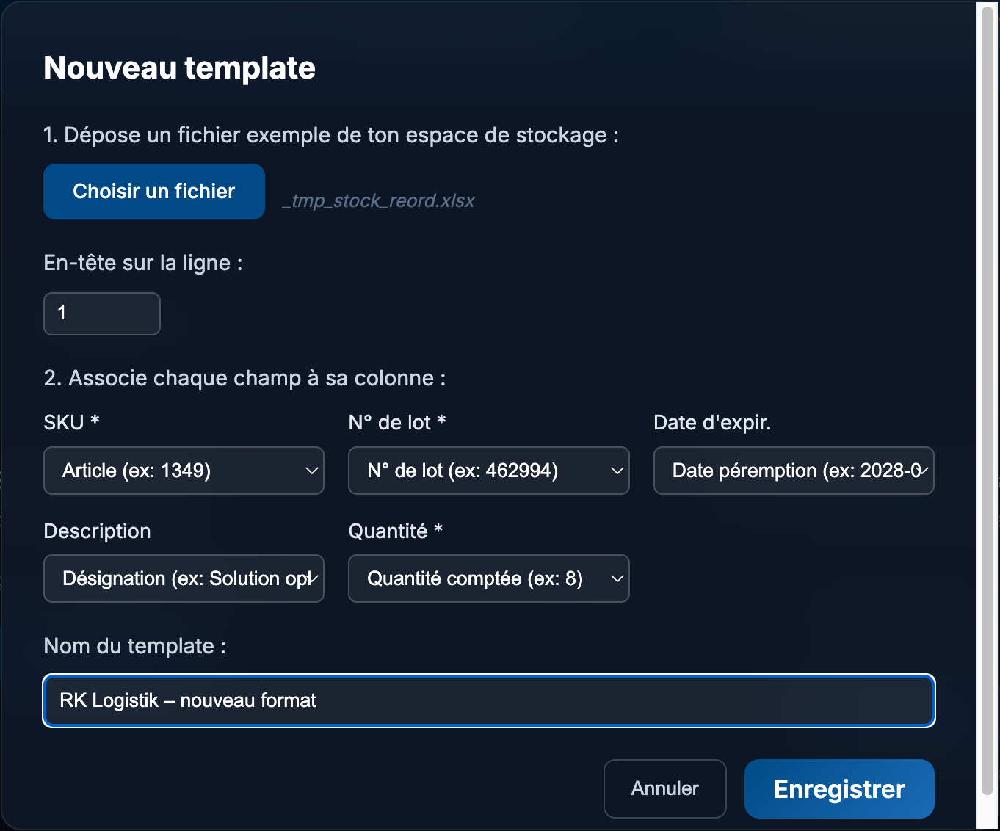 Nouveau template
1. Dépose un fichier exemple de ton espace de stockage :
Choisir un fichier
_tmp_stock_reord.xlsx
En-tête sur la ligne :
1
2. Associe chaque champ à sa colonne :
SKU *
N° de lot *
Date d'expir.
Article (ex: 1349)
N° de lot (ex: 462994)
Date péremption (ex: 2028-0
Description
Quantité *
Désignation (ex: Solution op
Quantité comptée (ex: 8)
Nom du template :
RK Logistik – nouveau format
Annuler
Enregistrer